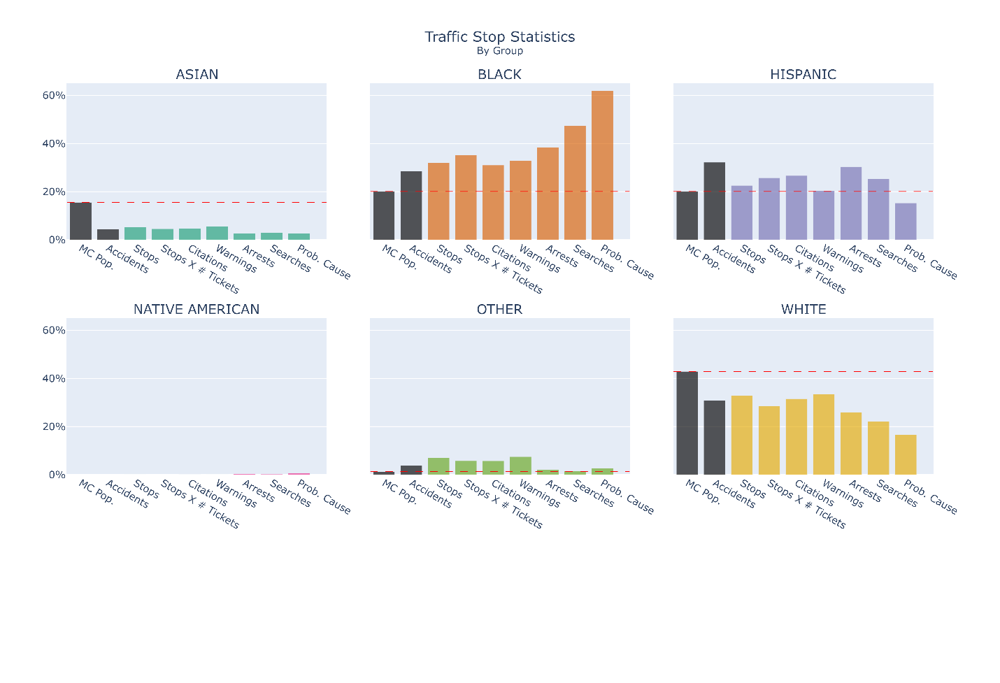 Traffic Stop Statistics
By Group
ASIAN
BLACK
HISPANIC
60%
40%
20%
0%
MC Pop.
Accidents
Stops
Stops X # Tickets
Citations
Warnings
Arrests
Searches
Prob. Cause
MC Pop.
Accidents
Stops
Stops X # Tickets
Citations
Warnings
Arrests
Searches
Prob. Cause
MC Pop.
Accidents
Stops
Stops X # Tickets
Citations
Warnings
Arrests
Searches
Prob. Cause
NATIVE AMERICAN
OTHER
WHITE
60%
40%
20%
0%
MC Pop.
Accidents
Stops
Stops X # Tickets
Citations
Warnings
Arrests
Searches
Prob. Cause
MC Pop.
Accidents
Stops
Stops X # Tickets
Citations
Warnings
Arrests
Searches
Prob. Cause
MC Pop.
Accidents
Stops
Stops X # Tickets
Citations
Warnings
Arrests
Searches
Prob. Cause